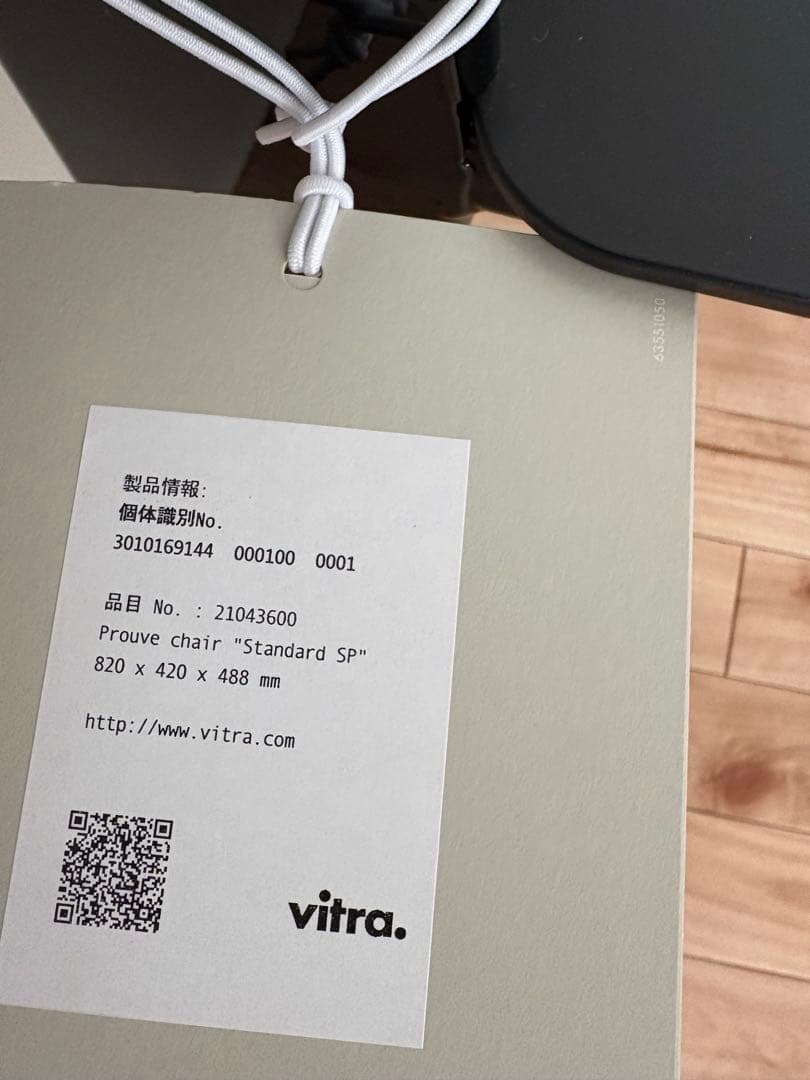 63551050
製品情報:
個体識別No.
3010169144 000100 0001
品目 No. : 21043600
Prouve chair "Standard SP"
820 x 420 x 488 mm
http://www.vitra.com
vitra.